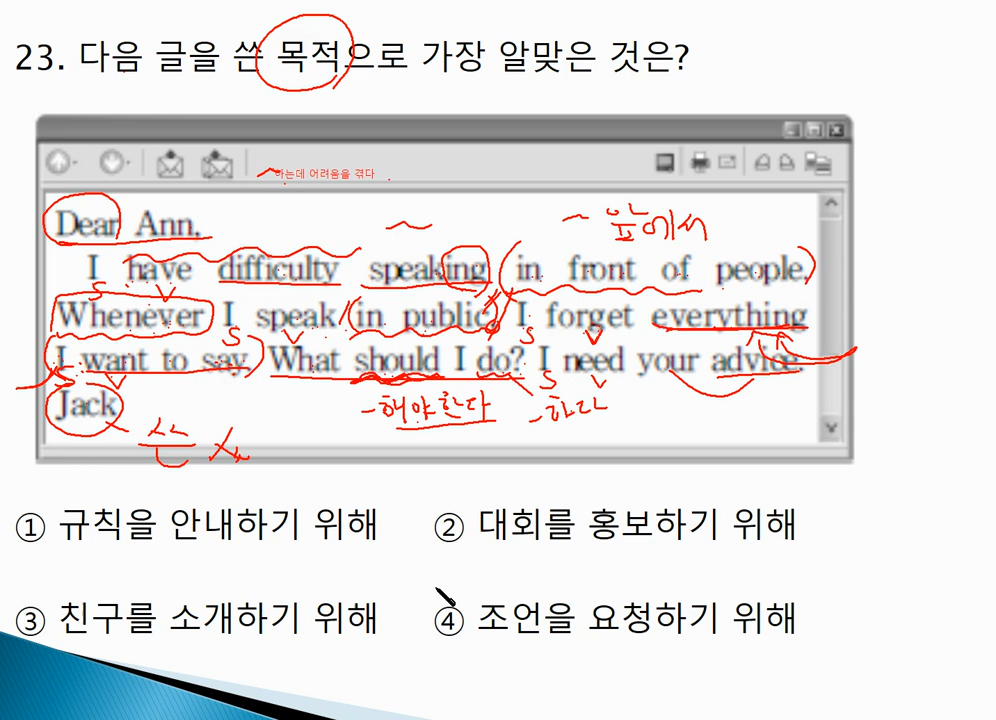 23. 다음 글을 쓴 목적으로 가장 알맞은 것은?
~하는데 어려움을 겪다
Dear Ann,
~ 앞에서
I have difficulty speaking in front of people.
S V
Whenever I speak in public, I forget everything
S V S V
I want to say. What should I do? I need your advice.
S V S V
Jack
~해야한다 ~하다
쓴
① 규칙을 안내하기 위해 ② 대회를 홍보하기 위해
③ 친구를 소개하기 위해 ④ 조언을 요청하기 위해